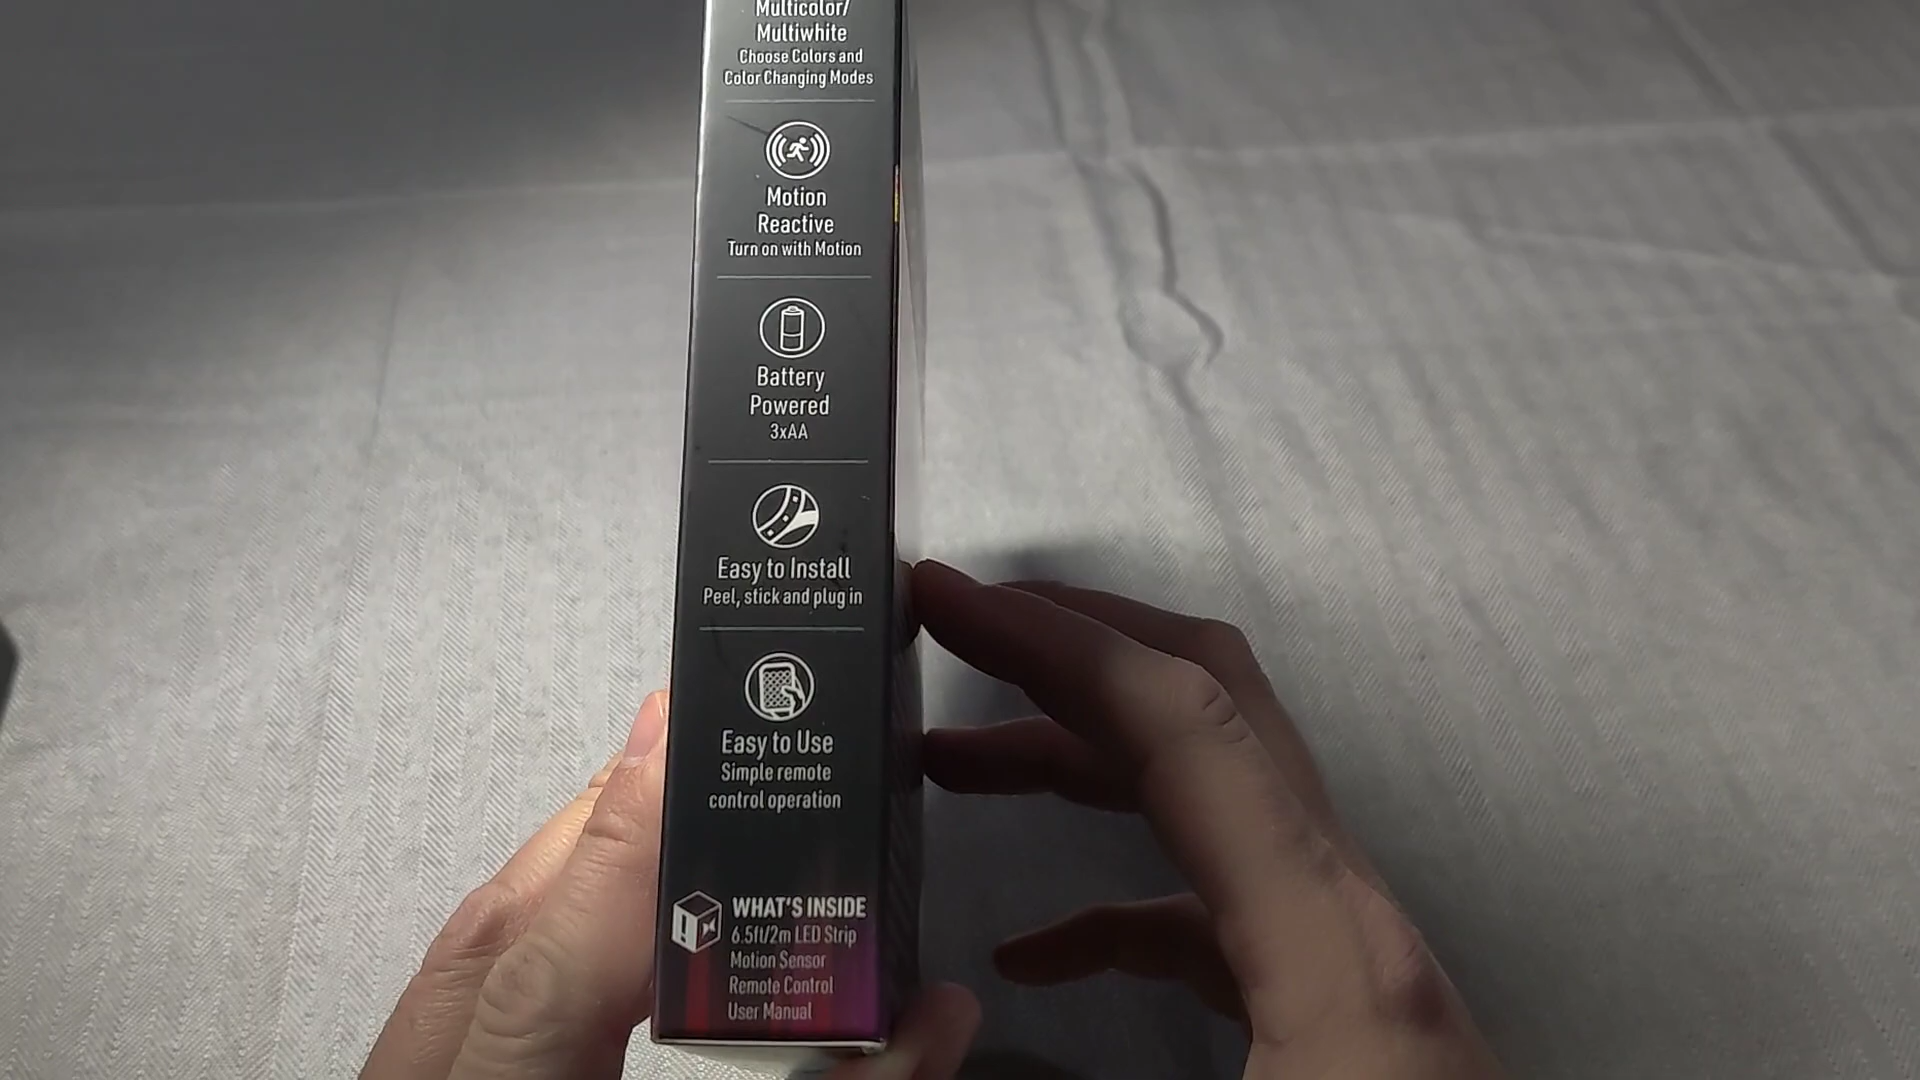 Multicolor/
Multiwhite
Choose Colors and
Color Changing Modes
Motion
Reactive
Turn on with Motion
Battery
Powered
3xAA
Easy to Install
Peel, stick and plug in
Easy to Use
Simple remote
control operation
WHAT'S INSIDE
6.5ft/2m LED Strip
Motion Sensor
Remote Control
User Manual